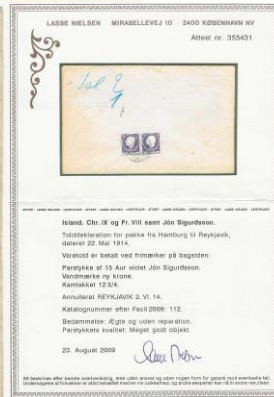 LASSE NIELSEN MIRABELLEVEJ 10 2400 KØBENHAVN NV
Attest nr. 355431
Isl
Island. Chr. IX og Fr. VIII samt Jón Sigurdsson.
Tolddeklaration for pakke fra Hamburg til Reykjavik,
dateret 22. Mai 1914.
Varetold er betalt ved frimærker på bagsiden:
Parstykke af 15 Aur violet Jón Sigurdsson.
Vandmærke ny krone.
Kamtakket 12 3/4.
Annulleret REYKJAVIK 2. VI. 14.
Katalognummer efter Facit 2009: 112.
Bedømmelse: Ægte og uden reparation.
Parstykkets kvalitet: Meget godt objekt.
23. August 2009